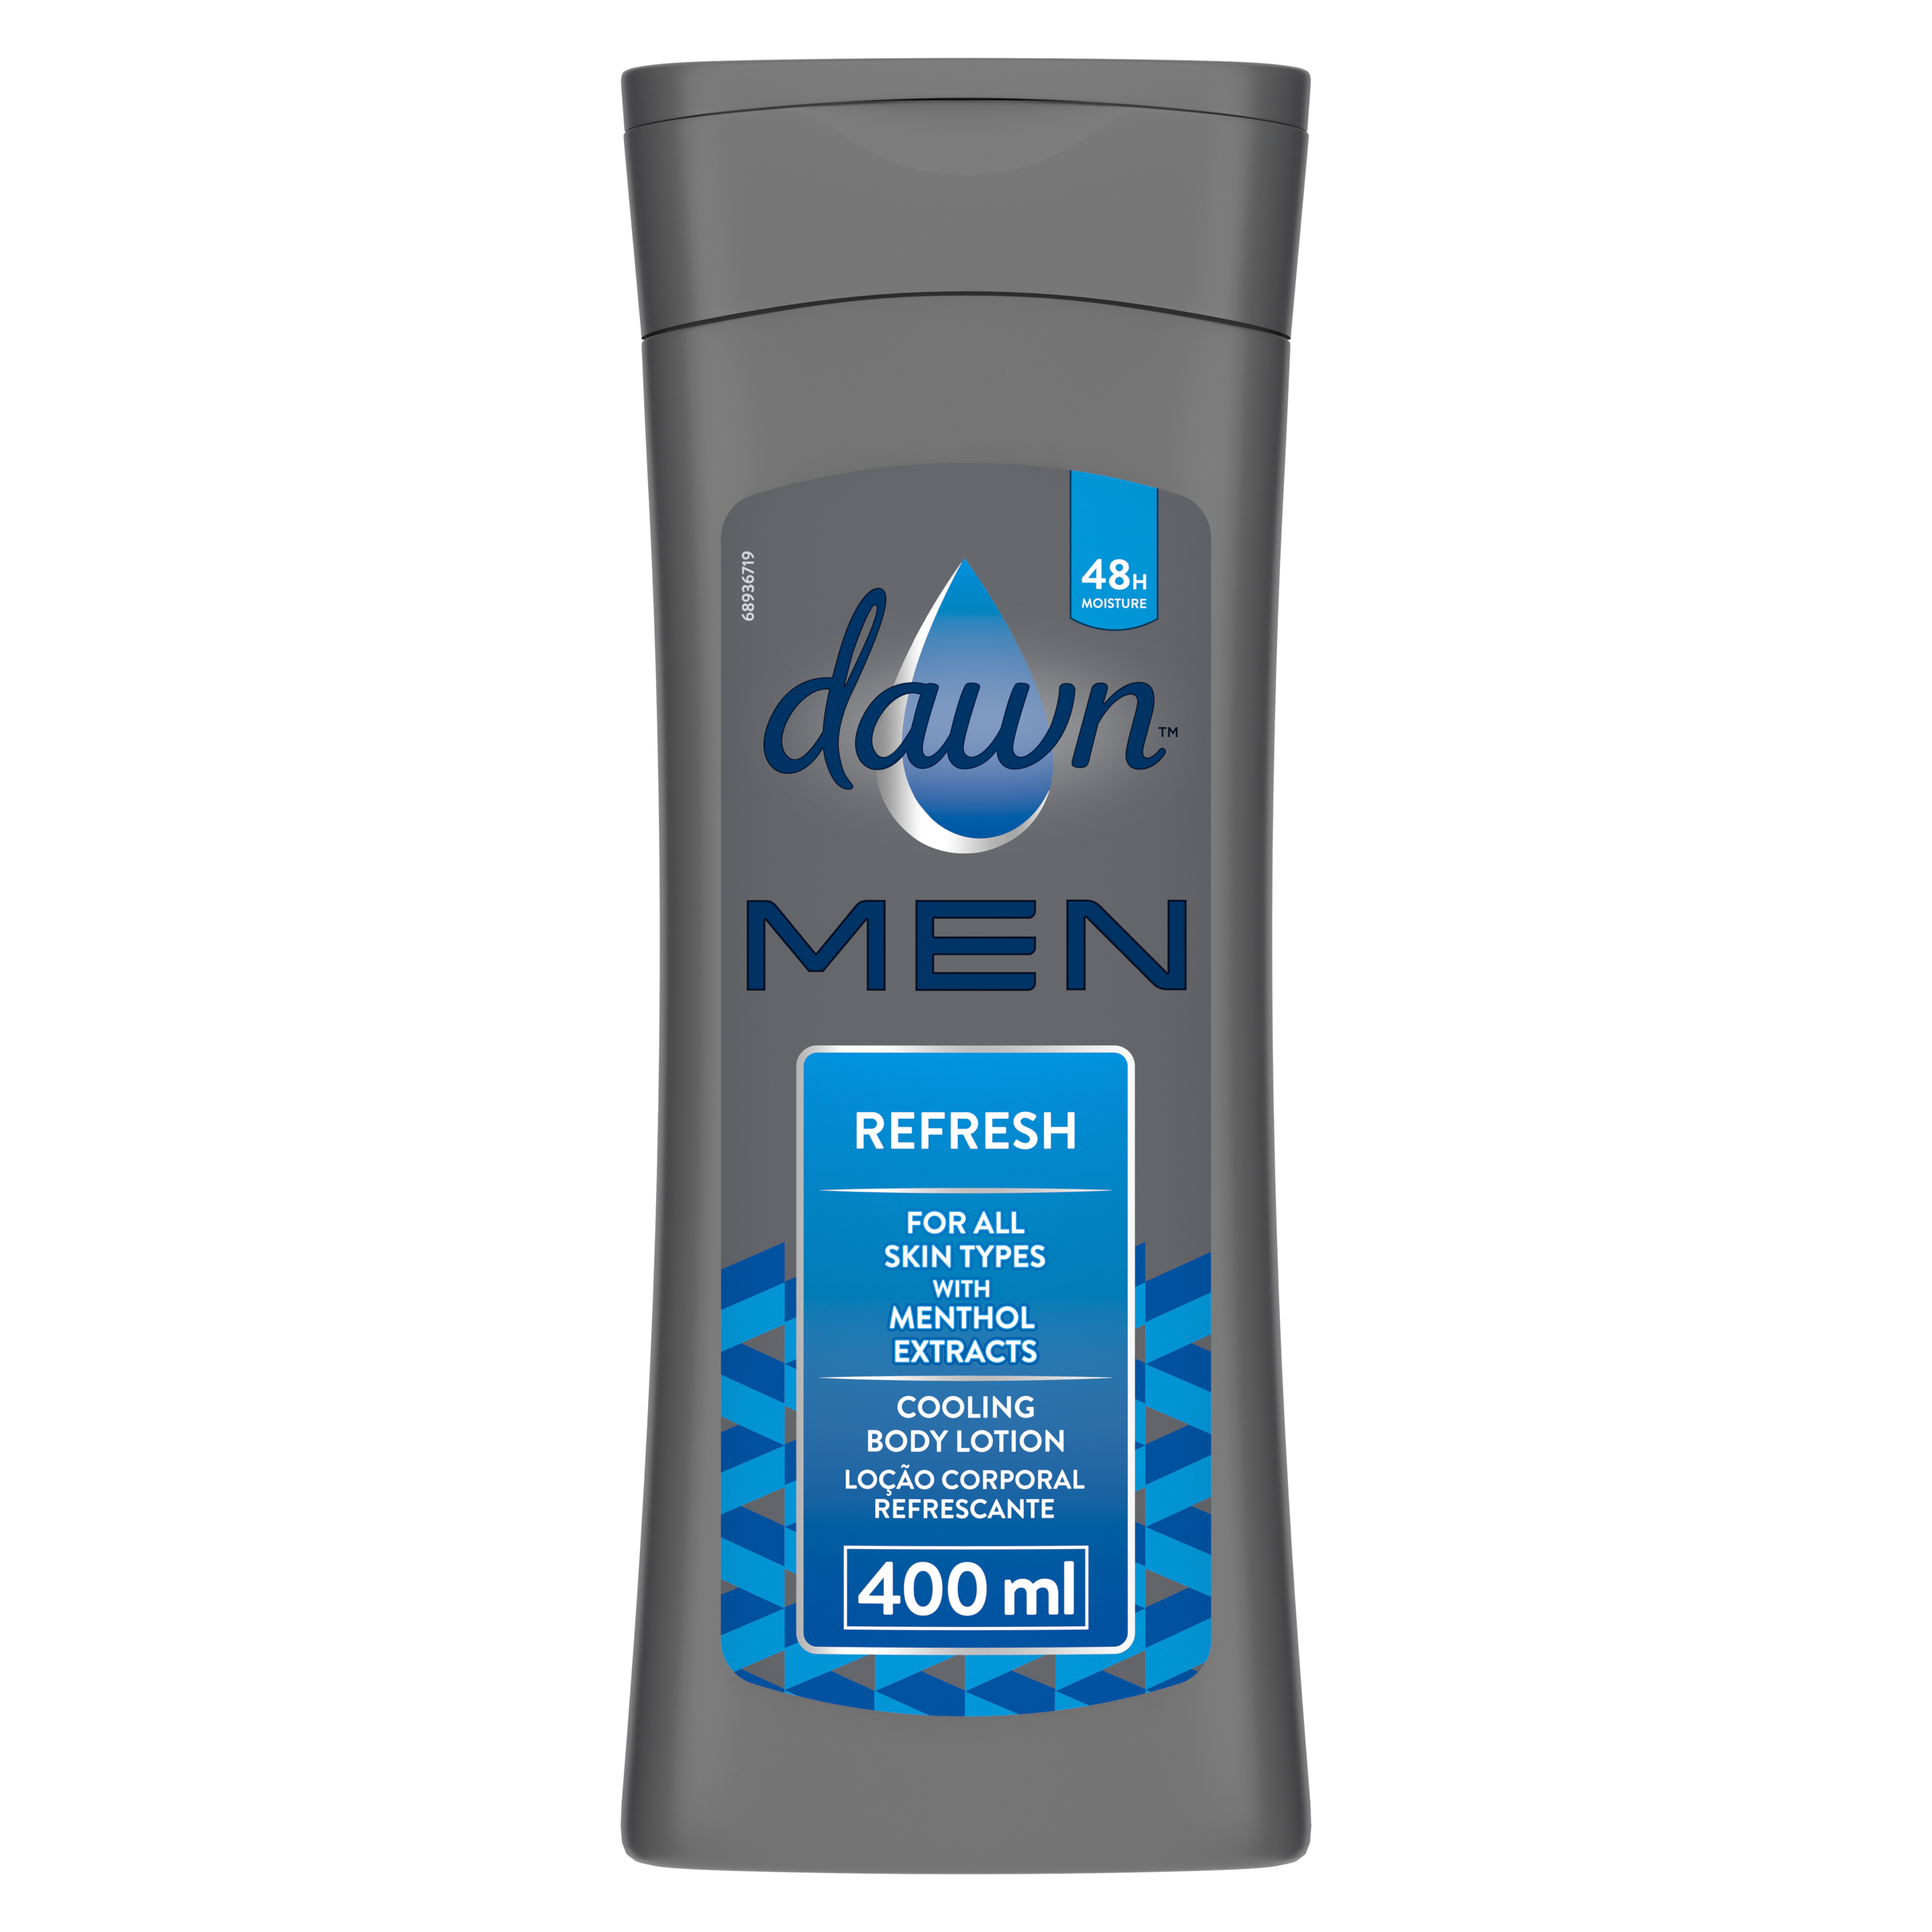 48H
MOISTURE
68936719
dawn™
MEN
REFRESH
FOR ALL
SKIN TYPES
WITH
MENTHOL
EXTRACTS
COOLING
BODY LOTION
LOÇÃO CORPORAL
REFRESCANTE
400 ml